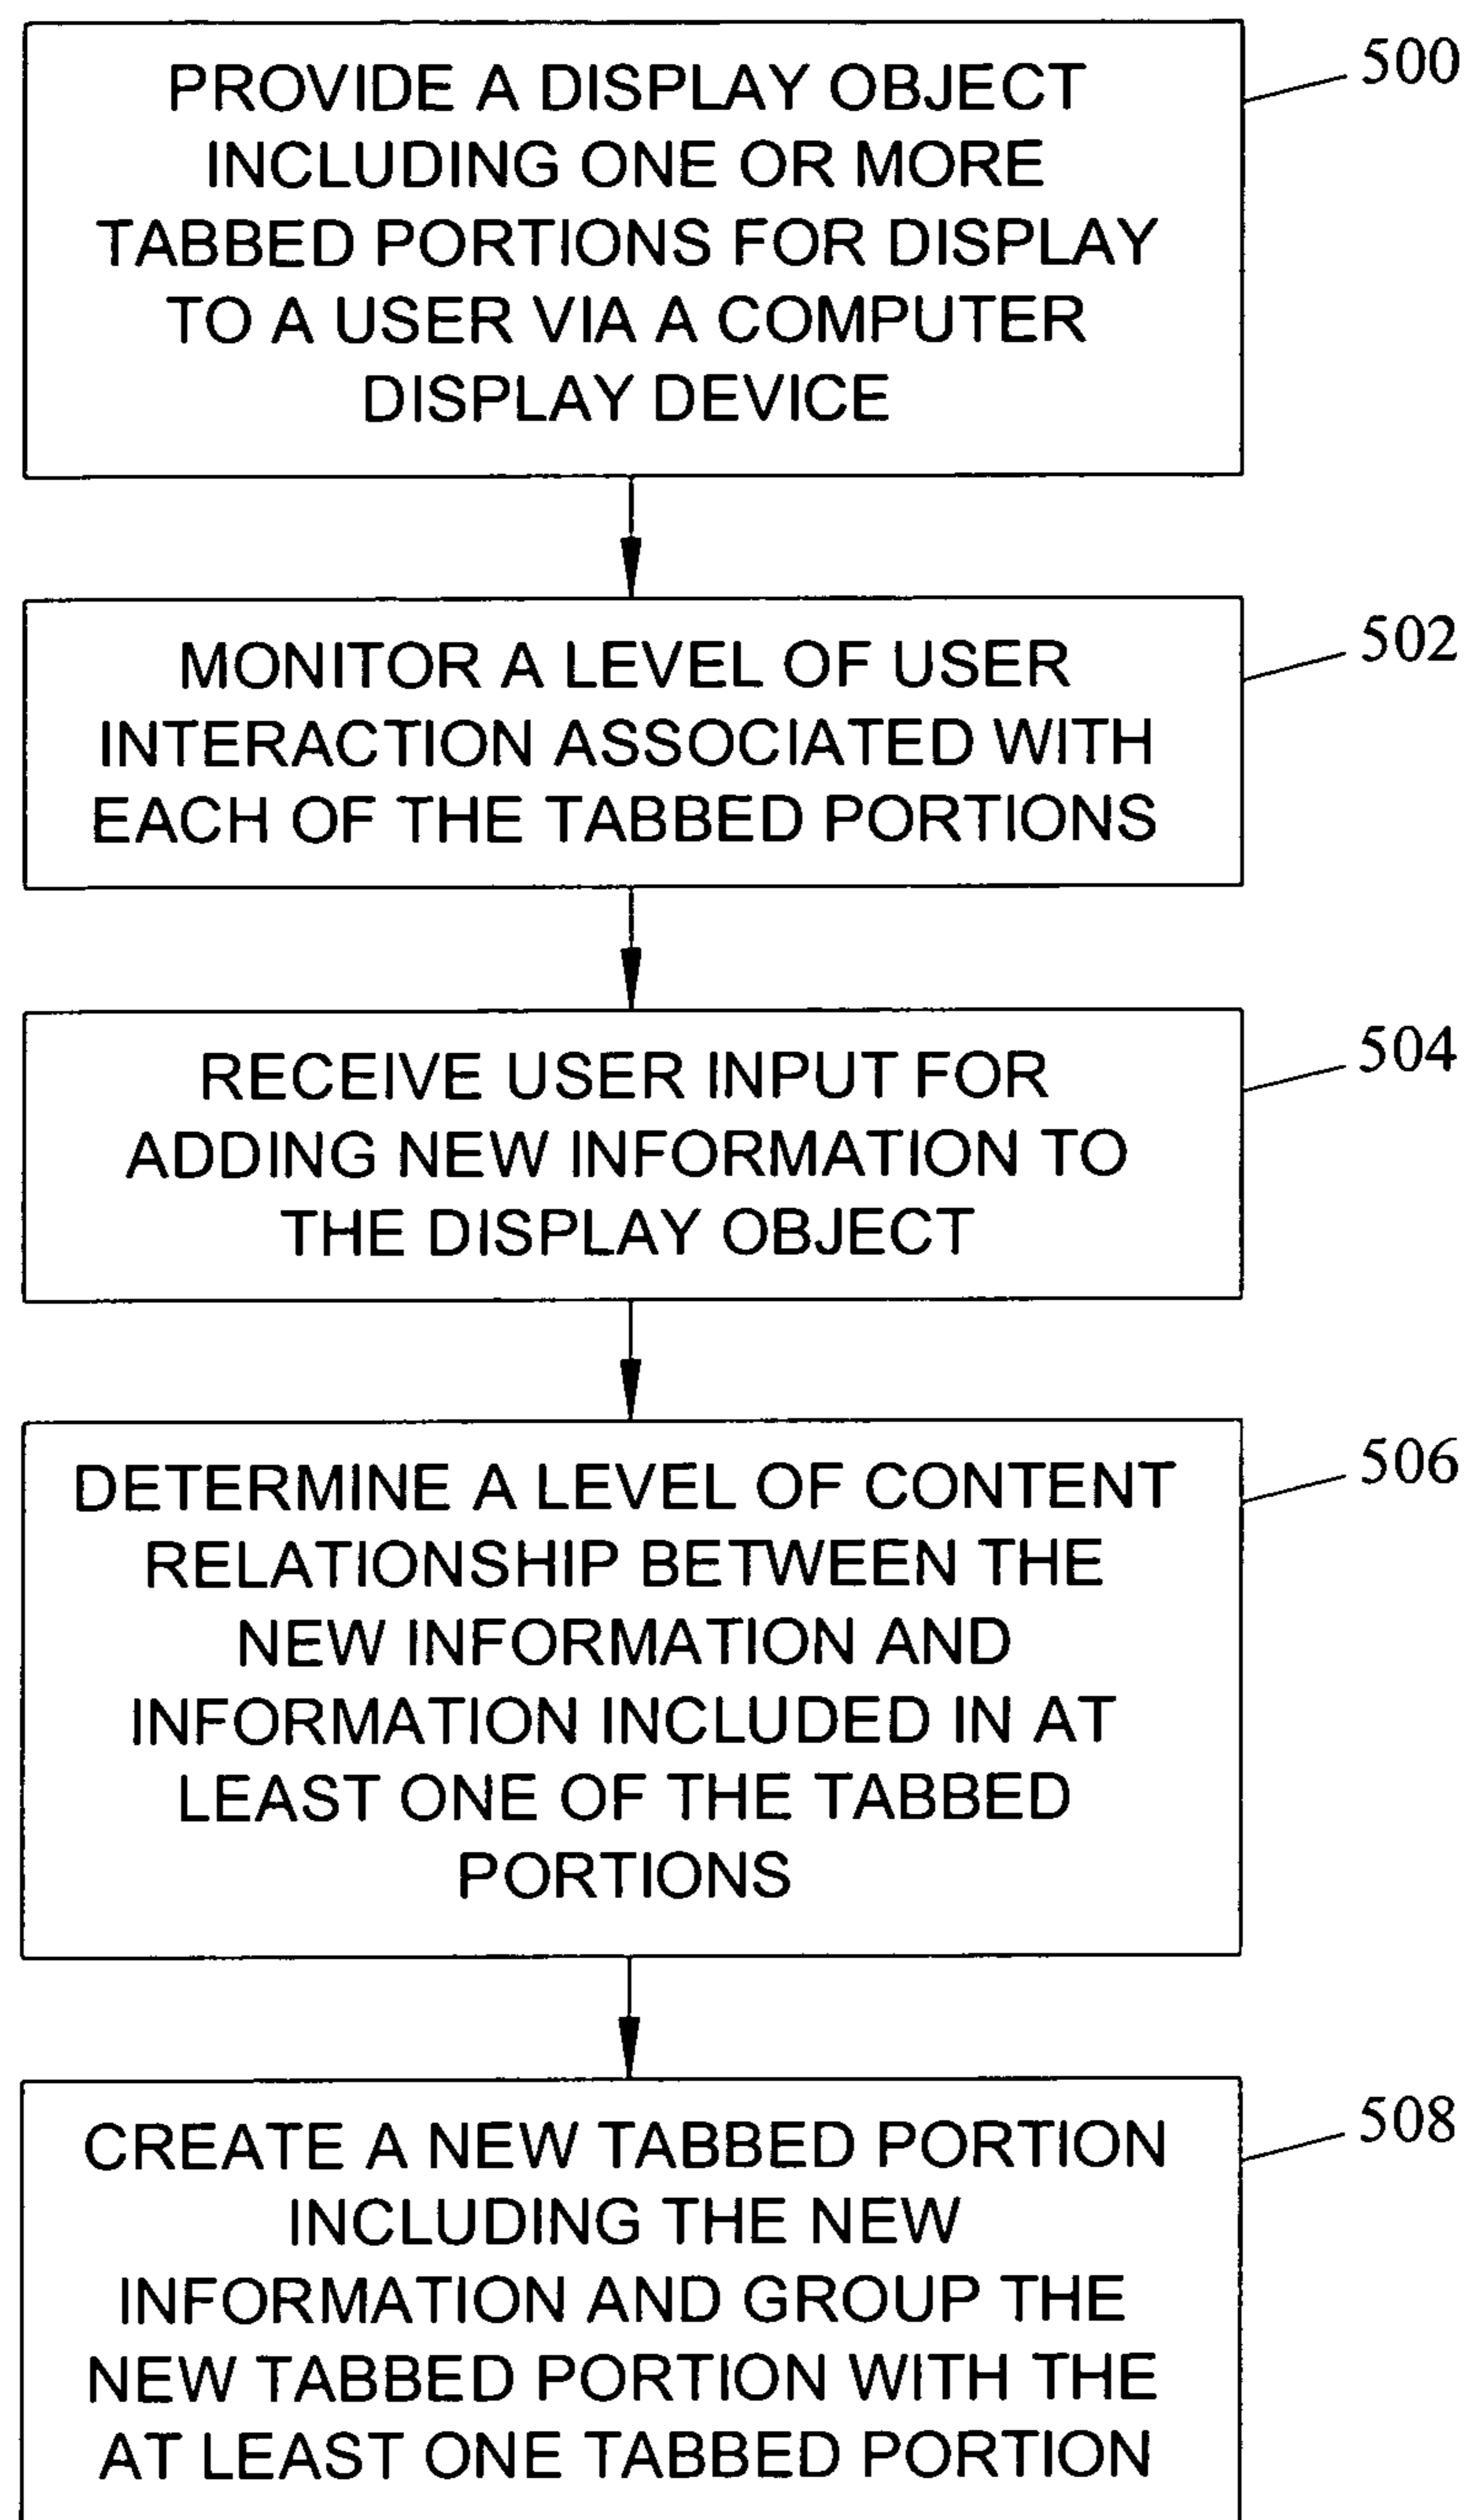 PROVIDE A DISPLAY OBJECT
INCLUDING ONE OR MORE
TABBED PORTIONS FOR DISPLAY
TO A USER VIA A COMPUTER
DISPLAY DEVICE
500
MONITOR A LEVEL OF USER
INTERACTION ASSOCIATED WITH
EACH OF THE TABBED PORTIONS
502
RECEIVE USER INPUT FOR
ADDING NEW INFORMATION TO
THE DISPLAY OBJECT
504
DETERMINE A LEVEL OF CONTENT
RELATIONSHIP BETWEEN THE
NEW INFORMATION AND
INFORMATION INCLUDED IN AT
LEAST ONE OF THE TABBED
PORTIONS
506
CREATE A NEW TABBED PORTION
INCLUDING THE NEW
INFORMATION AND GROUP THE
NEW TABBED PORTION WITH THE
AT LEAST ONE TABBED PORTION
508